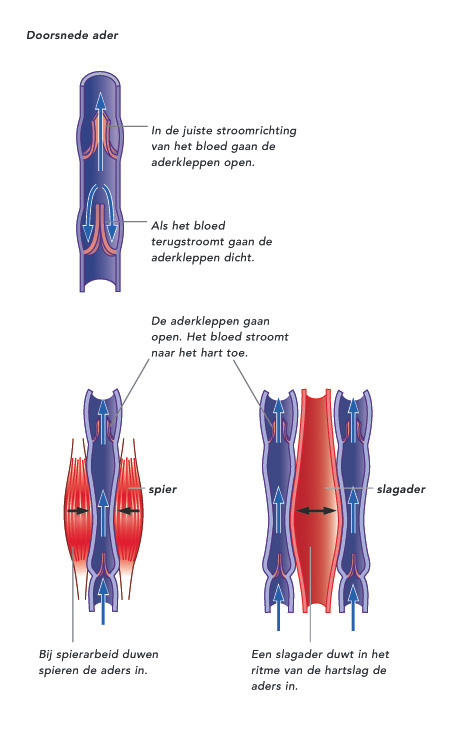 Doorsnede ader
In de juiste stroomrichting
van het bloed gaan de
aderkleppen open.
Als het bloed
terugstroomt gaan de
aderkleppen dicht.
De aderkleppen gaan
open. Het bloed stroomt
naar het hart toe.
spier
slagader
Bij spierarbeid duwen
spieren de aders in.
Een slagader duwt in het
ritme van de hartslag de
aders in.